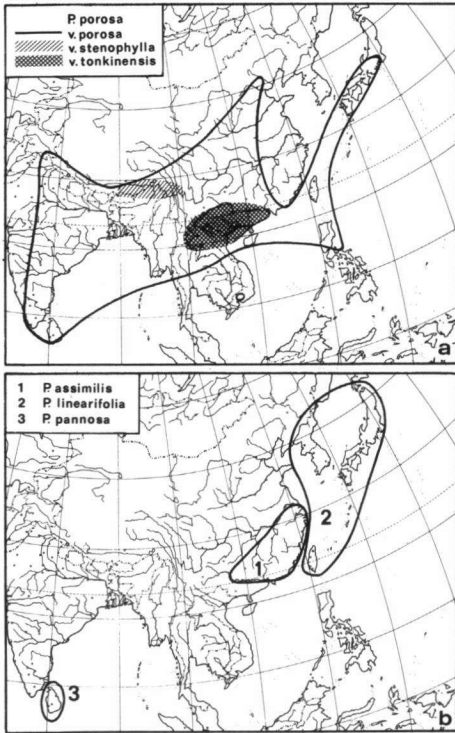 P. porosa
v. porosa
v. stenophylla
v. tonkinensis
a
1 P. assimilis
2 P. linearifolia
3 P. pannosa
2
1
3
b